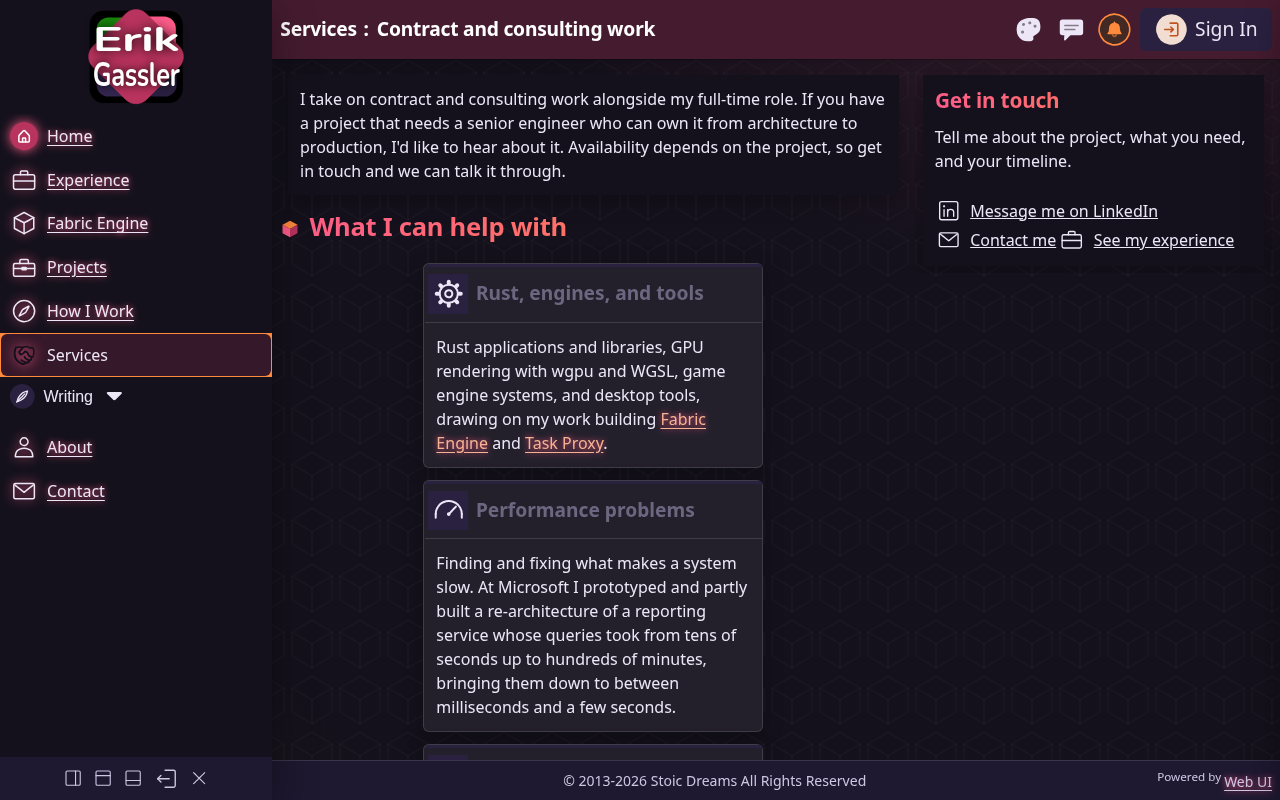 Erik
Gassler
Home
Experience
Fabric Engine
Projects
How I Work
Services
Writing
About
Contact
Services : Contract and consulting work
Sign In
I take on contract and consulting work alongside my full-time role. If you have
a project that needs a senior engineer who can own it from architecture to
production, I'd like to hear about it. Availability depends on the project, so get
in touch and we can talk it through.
What I can help with
Rust, engines, and tools
Rust applications and libraries, GPU
rendering with wgpu and WGSL, game
engine systems, and desktop tools,
drawing on my work building Fabric
Engine and Task Proxy.
Performance problems
Finding and fixing what makes a system
slow. At Microsoft I prototyped and partly
built a re-architecture of a reporting
service whose queries took from tens of
seconds up to hundreds of minutes,
bringing them down to between
milliseconds and a few seconds.
Get in touch
Tell me about the project, what you need,
and your timeline.
Message me on LinkedIn
Contact me See my experience
© 2013-2026 Stoic Dreams All Rights Reserved
Powered by Web UI